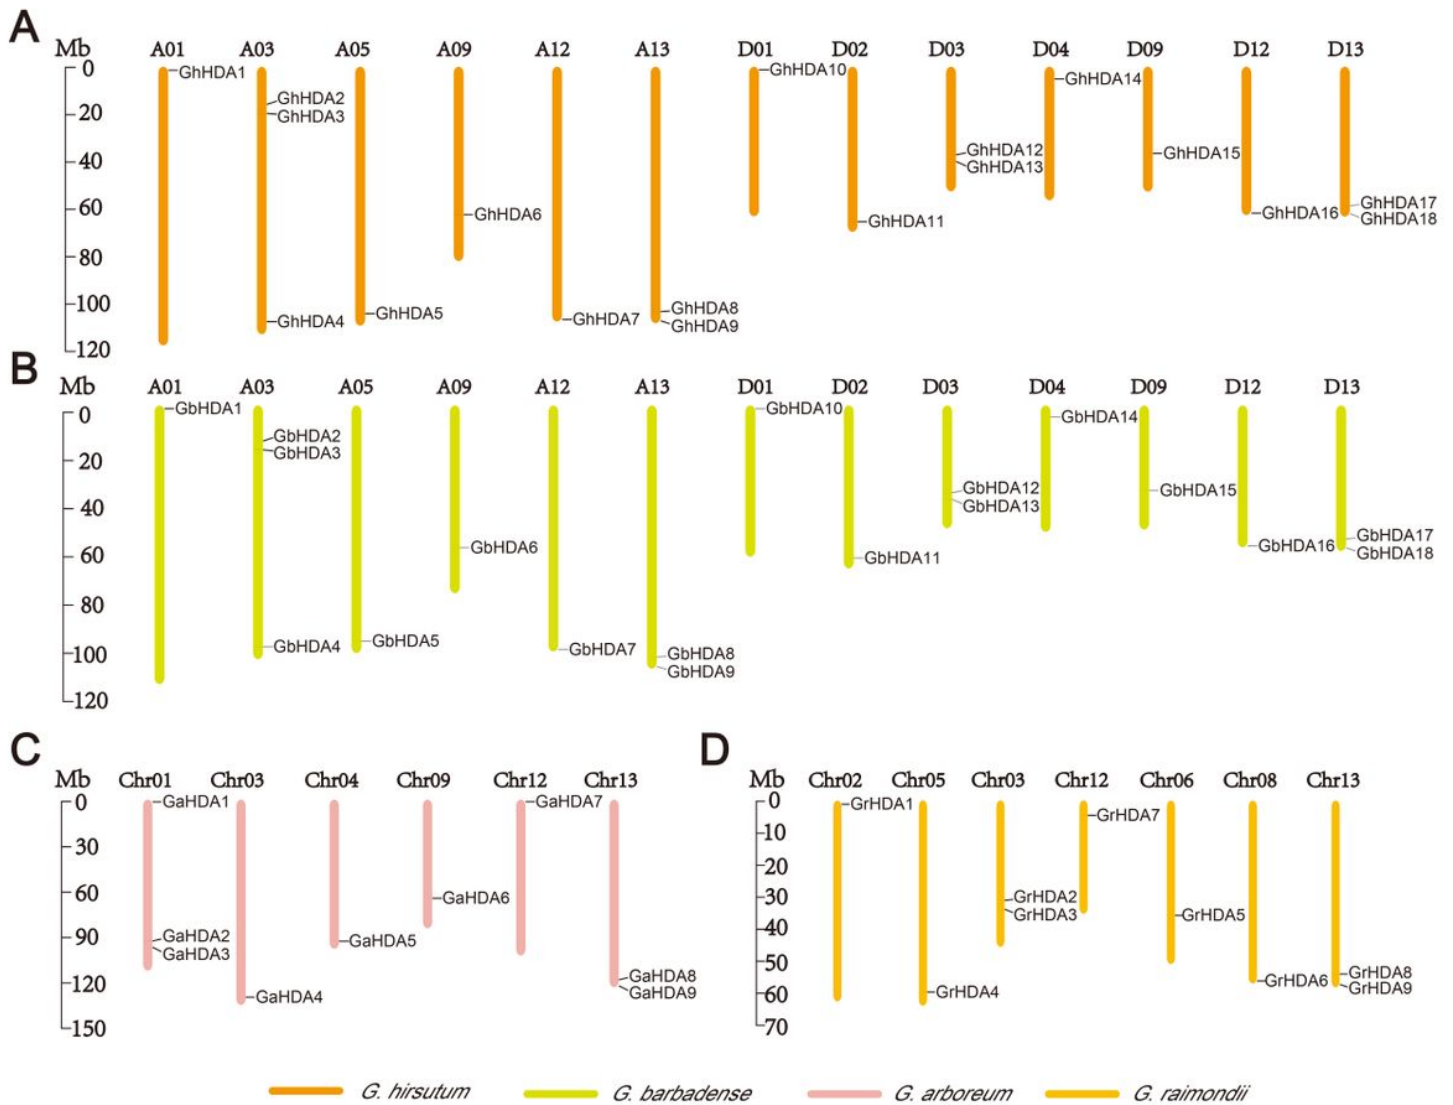 A
Mb A01 A03 A05 A09 A12 A13 D01 D02 D03 D04 D09 D12 D13
0 GhHDA1 GhHDA10 GhHDA14
GhHDA2
20 GhHDA3
40 GhHDA12 GhHDA15
GhHDA13
60 GhHDA6 GhHDA11 GhHDA16 GhHDA17
GhHDA18
80
100 GhHDA4 GhHDA5 GhHDA7 GhHDA8
GhHDA9
120
B
Mb A01 A03 A05 A09 A12 A13 D01 D02 D03 D04 D09 D12 D13
0 GbHDA1 GbHDA10 GbHDA14
GbHDA2
20 GbHDA3
40 GbHDA12 GbHDA15
GbHDA13
60 GbHDA6 GbHDA11 GbHDA16 GbHDA17
GbHDA18
80
100 GbHDA4 GbHDA5 GbHDA7 GbHDA8
GbHDA9
120
C
Mb Chr01 Chr03 Chr04 Chr09 Chr12 Chr13
0 GaHDA1 GaHDA7
30
60 GaHDA6
90 GaHDA2 GaHDA5
GaHDA3
120 GaHDA4 GaHDA8
GaHDA9
150
D
Mb Chr02 Chr05 Chr03 Chr12 Chr06 Chr08 Chr13
0 GrHDA1
10 GrHDA7
20
30 GrHDA2
GrHDA3 GrHDA5
40
50
60 GrHDA4 GrHDA6 GrHDA8
GrHDA9
70
G. hirsutum G. barbadense G. arboreum G. raimondii